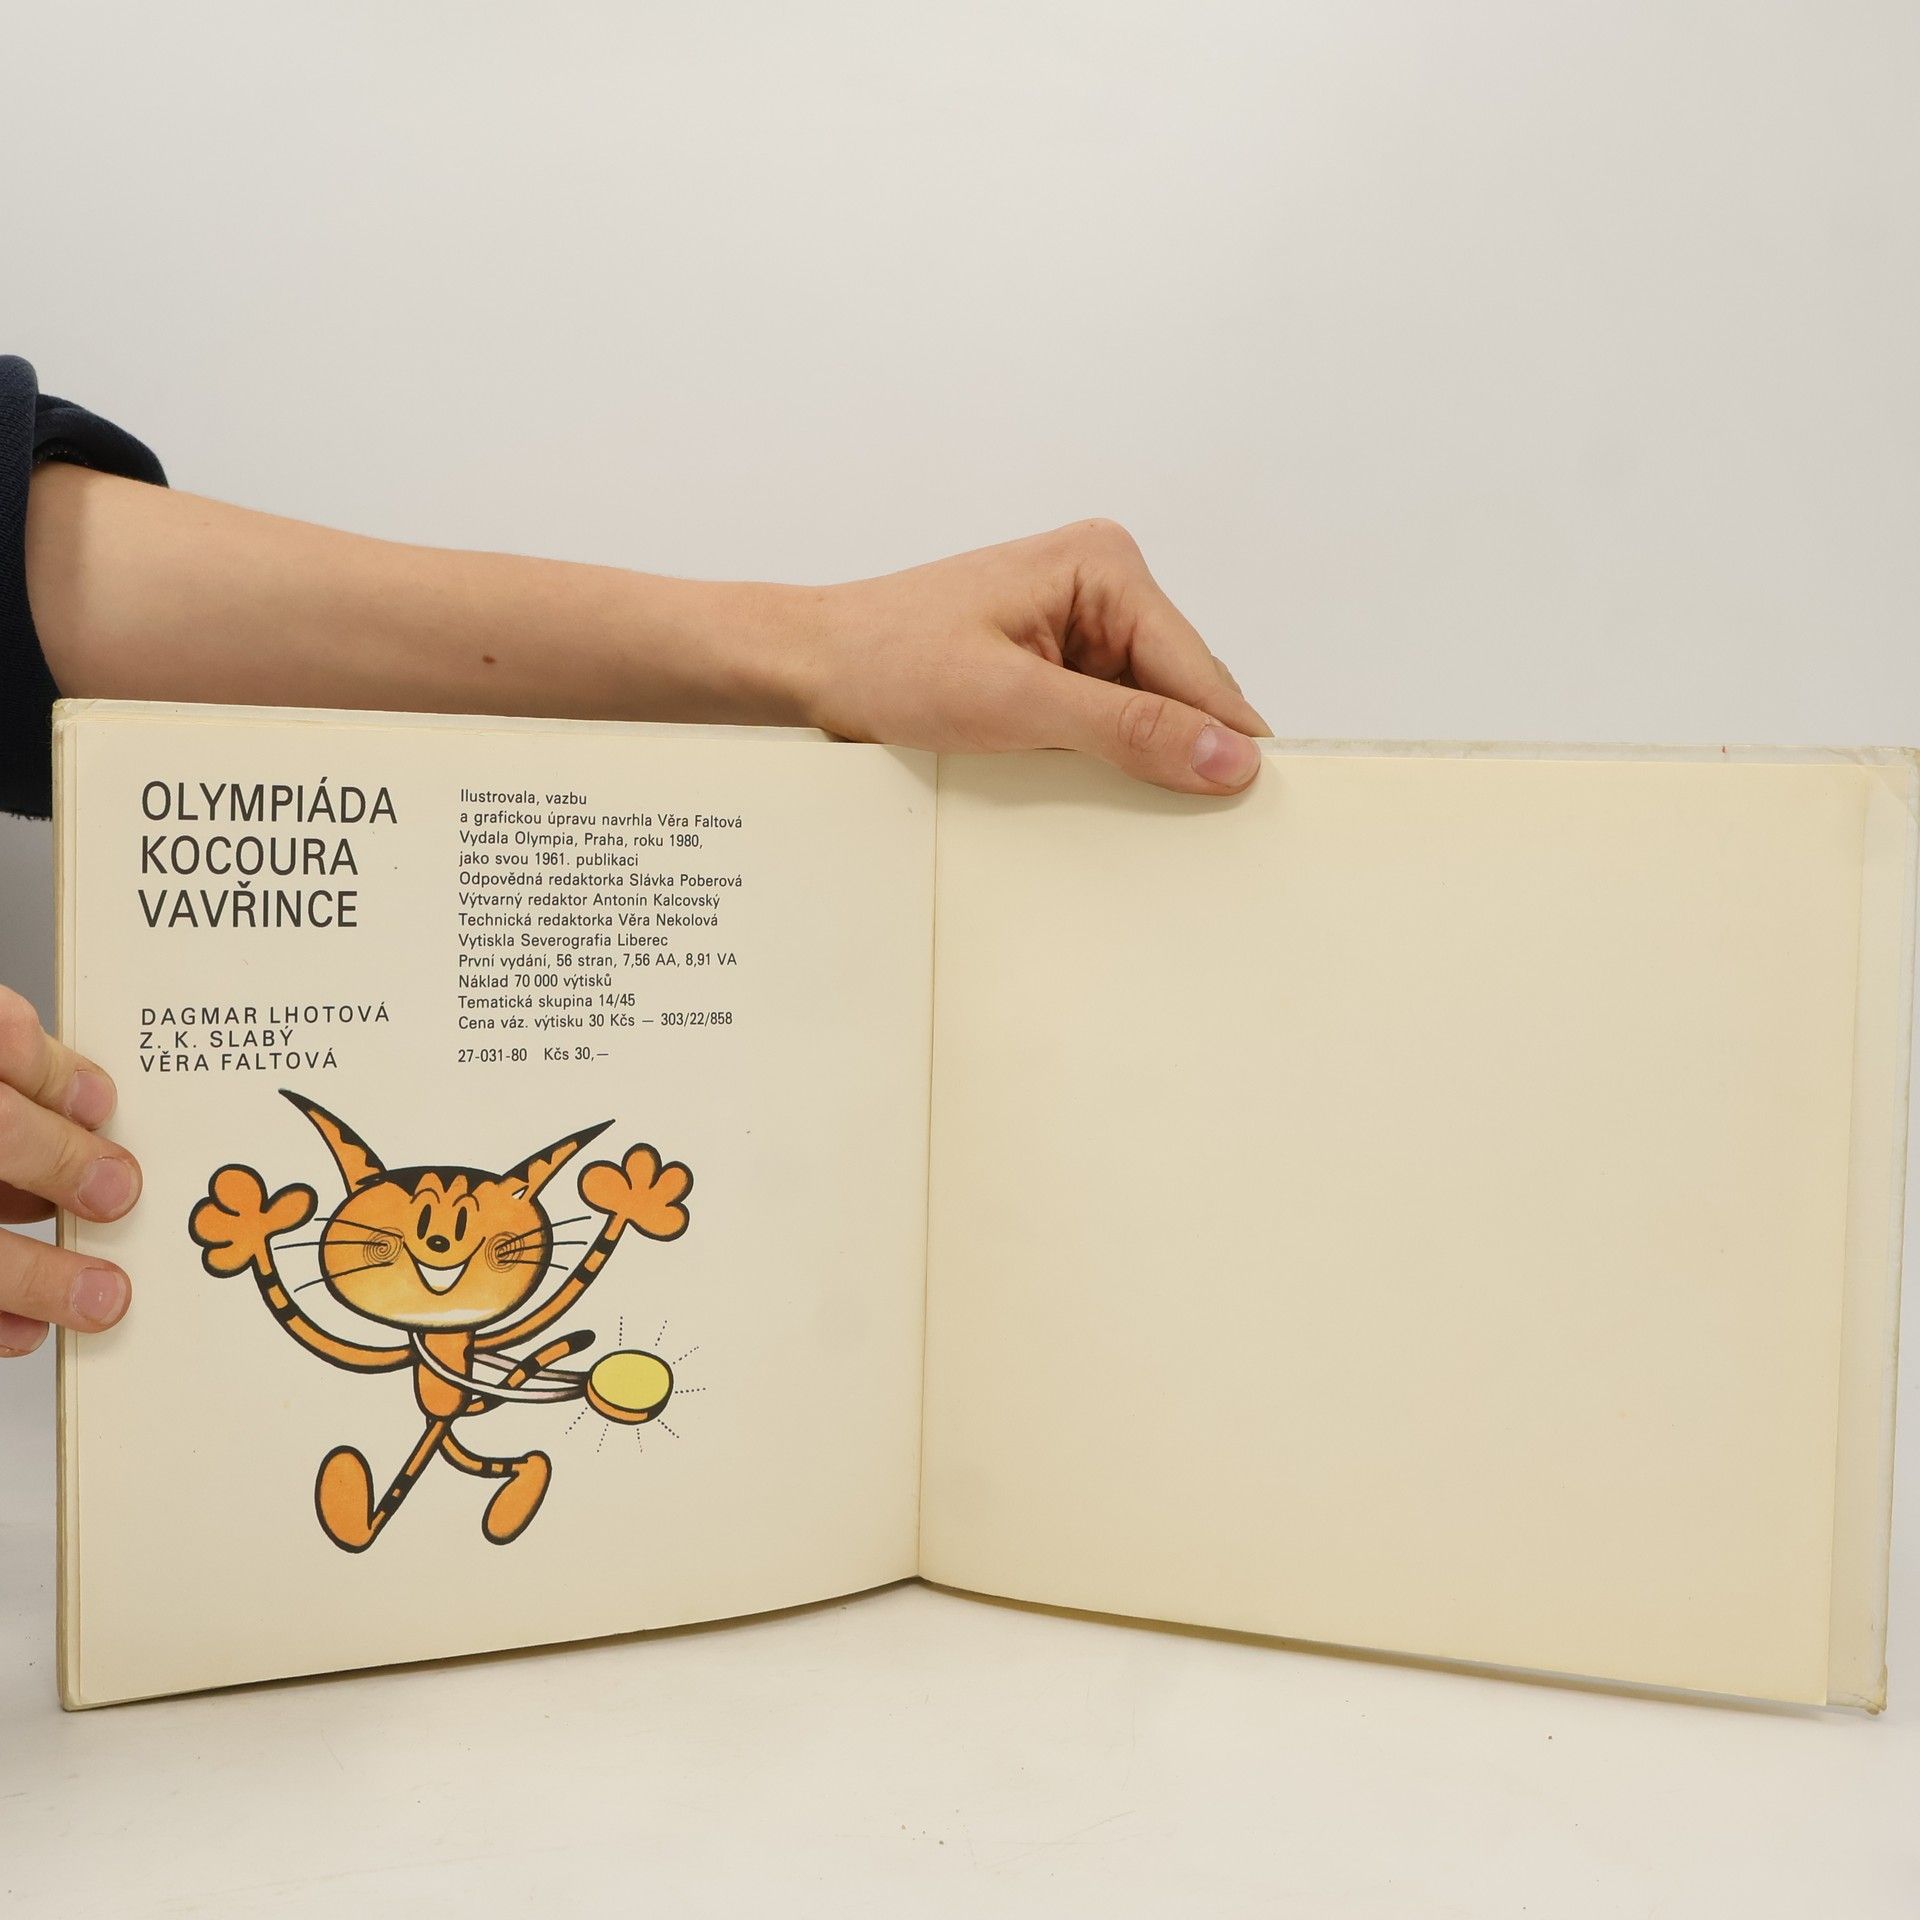 OLYMPIÁDA
KOCOURA
VAVŘINCE
DAGMAR LHOTOVÁ
Z. K. SLABÝ
VĚRA FALTOVÁ
Ilustrovala, vazbu
a grafickou úpravu navrhla Věra Faltová
Vydala Olympia, Praha, roku 1980,
jako svou 1961. publikaci
Odpovědná redaktorka Slávka Poberová
Výtvarný redaktor Antonín Kalcovský
Technická redaktorka Věra Nekolová
Vytiskla Severografia Liberec
První vydání, 56 stran, 7,56 AA, 8,91 VA
Náklad 70 000 výtisků
Tematická skupina 14/45
Cena váz. výtisku 30 Kčs — 303/22/858
27-031-80 Kčs 30,—